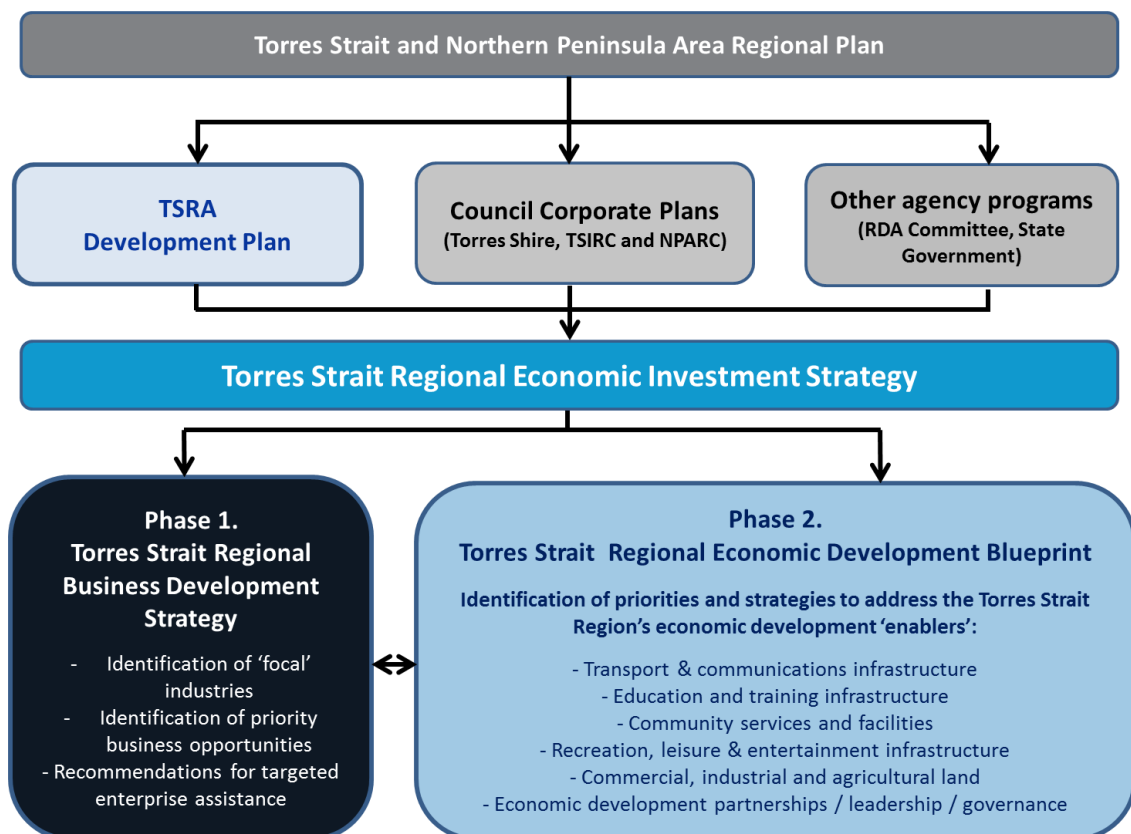 Torres Strait and Northern Peninsula Area Regional Plan
TSRA
Development Plan
Council Corporate Plans
(Torres Shire, TSIRC and NPARC)
Other agency programs
(RDA Committee, State
Government)
Torres Strait Regional Economic Investment Strategy
Phase 1.
Torres Strait Regional
Business Development
Strategy
- Identification of ‘focal’
industries
- Identification of priority
business opportunities
- Recommendations for targeted
enterprise assistance
Phase 2.
Torres Strait Regional Economic Development Blueprint
Identification of priorities and strategies to address the Torres Strait
Region’s economic development ‘enablers’:
- Transport & communications infrastructure
- Education and training infrastructure
- Community services and facilities
- Recreation, leisure & entertainment infrastructure
- Commercial, industrial and agricultural land
- Economic development partnerships / leadership / governance